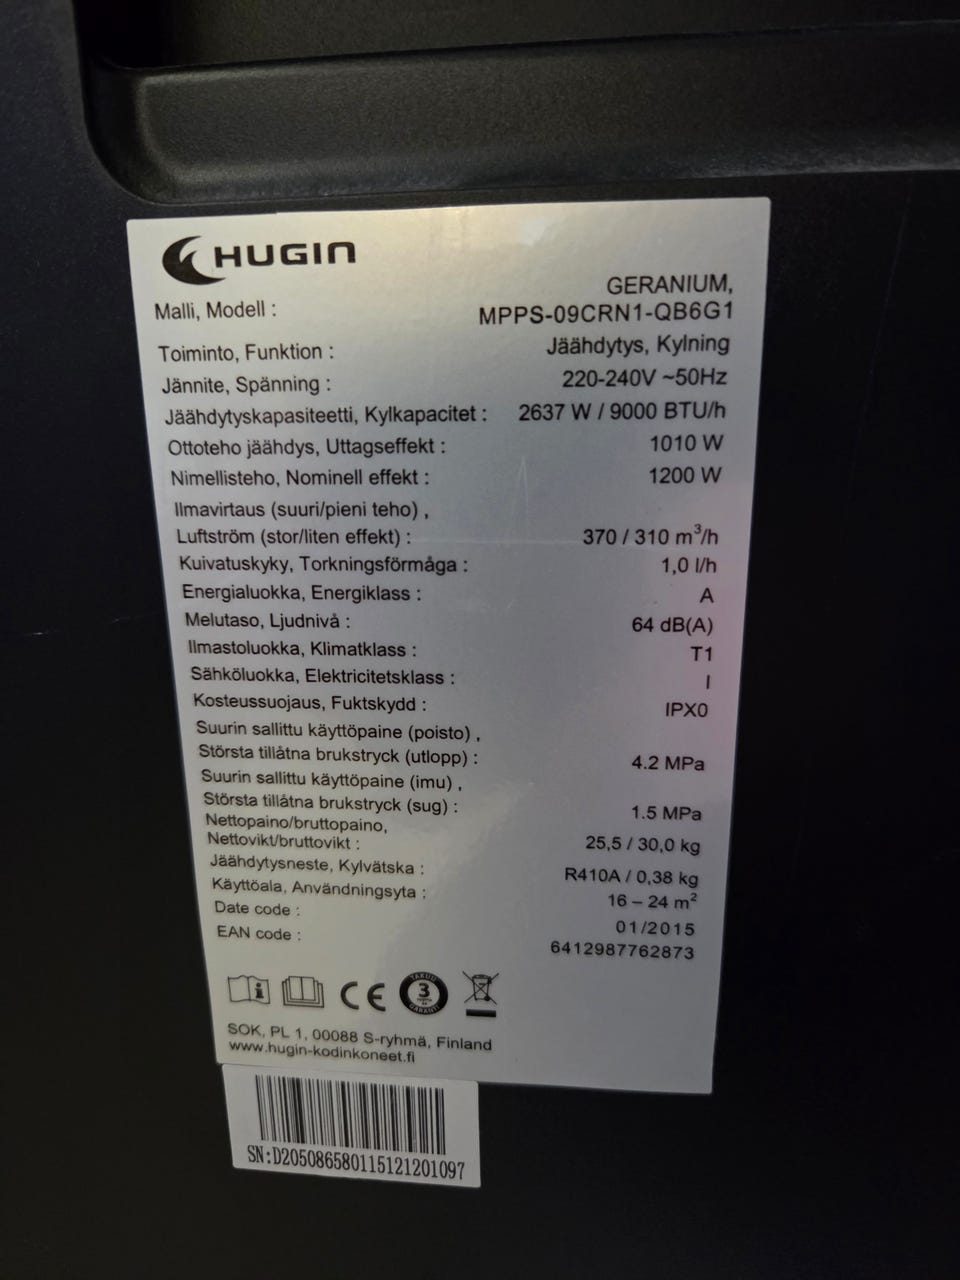 HUGIN
Malli, Modell : GERANIUM,
MPPS-09CRN1-QB6G1
Toiminto, Funktion : Jäähdytys, Kylning
Jännite, Spänning : 220-240V ~50Hz
Jäähdytyskapasiteetti, Kylkapacitet : 2637 W / 9000 BTU/h
Ottoteho jäähdys, Uttagseffekt : 1010 W
Nimellisteho, Nominell effekt : 1200 W
Ilmavirtaus (suuri/pieni teho) ,
Luftström (stor/liten effekt) : 370 / 310 m³/h
Kuivatuskyky, Torkningsförmåga : 1,0 l/h
Energialuokka, Energiklass : A
Melutaso, Ljudnivå : 64 dB(A)
Ilmastoluokka, Klimatklass : T1
Sähköluokka, Elektricitetsklass : I
Kosteussuojaus, Fuktskydd : IPX0
Suurin sallittu käyttöpaine (poisto) ,
Största tillåtna brukstryck (utlopp) : 4.2 MPa
Suurin sallittu käyttöpaine (imu) ,
Största tillåtna brukstryck (sug) : 1.5 MPa
Nettopaino/bruttopaino,
Nettovikt/bruttovikt : 25,5 / 30,0 kg
Jäähdytysneste, Kylvätska : R410A / 0,38 kg
Käyttöala, Användningsyta : 16 – 24 m²
Date code : 01/2015
EAN code : 6412987762873
CE
TAKUU
3
GARANTI
SOK, PL 1, 00088 S-ryhmä, Finland
www.hugin-kodinkoneet.fi
SN:D205086580115121201097